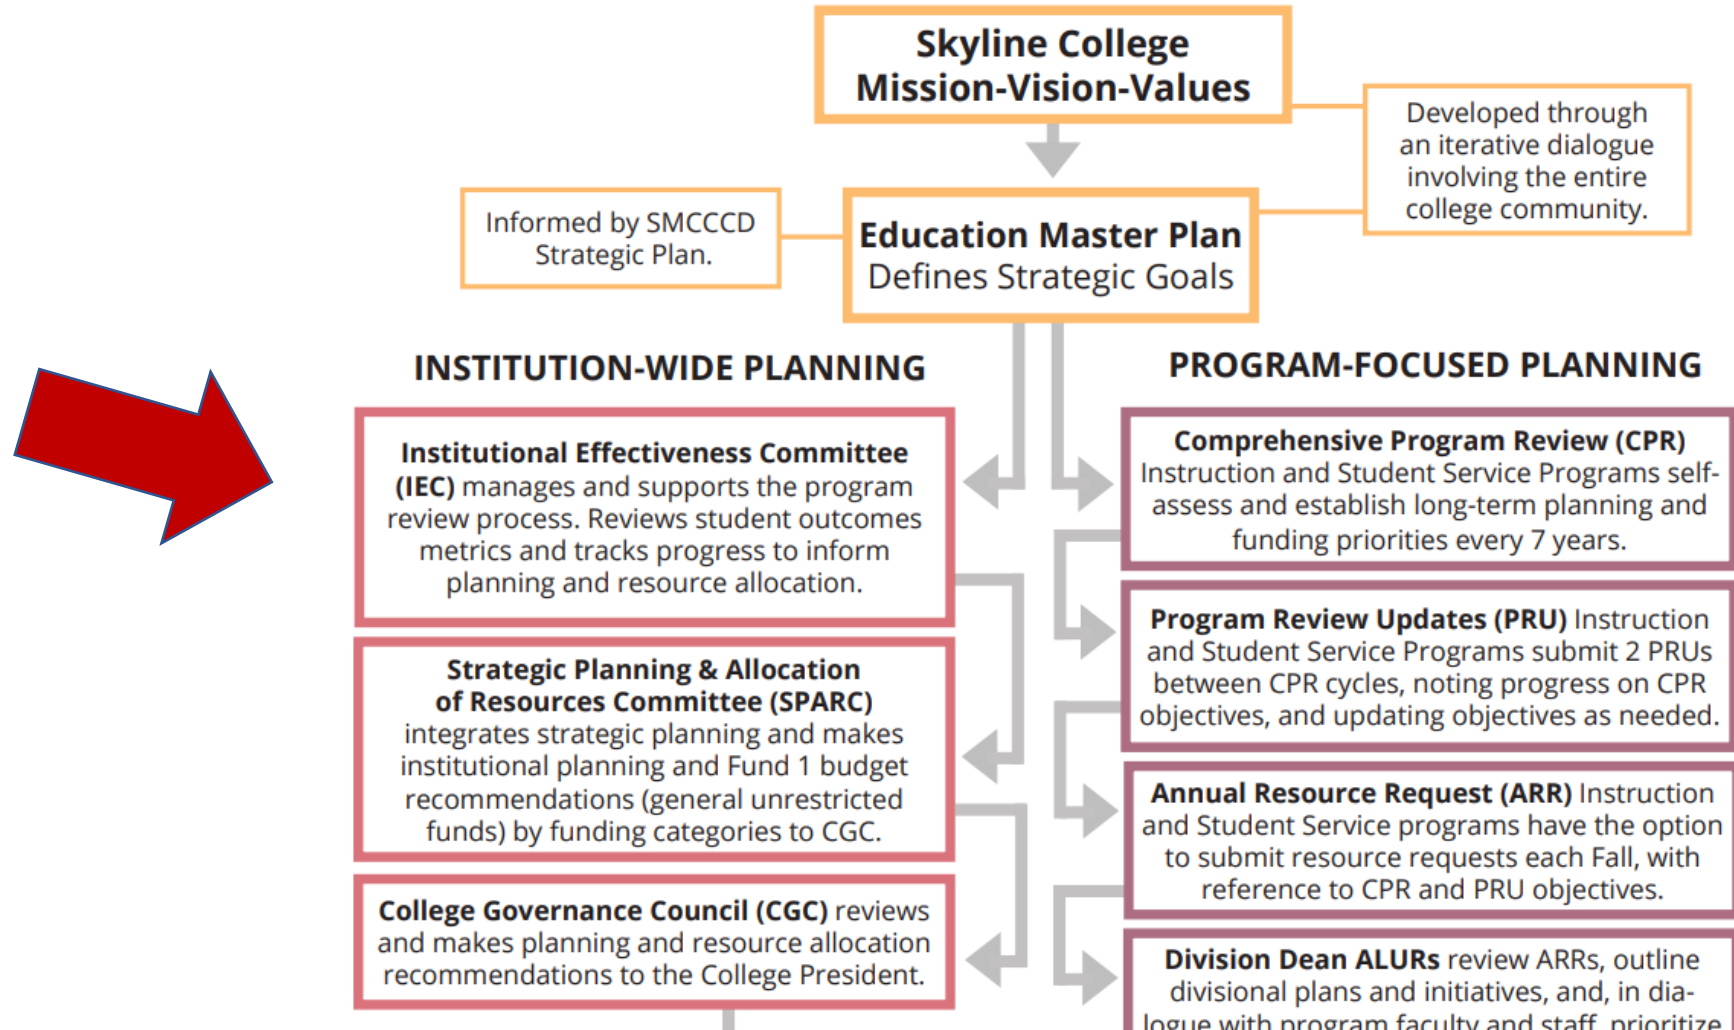 Skyline College
Mission-Vision-Values
Developed through
an iterative dialogue
involving the entire
college community.
Informed by SMCCCD
Strategic Plan.
Education Master Plan
Defines Strategic Goals
INSTITUTION-WIDE PLANNING
Institutional Effectiveness Committee
(IEC) manages and supports the program
review process. Reviews student outcomes
metrics and tracks progress to inform
planning and resource allocation.
Strategic Planning & Allocation
of Resources Committee (SPARC)
integrates strategic planning and makes
institutional planning and Fund 1 budget
recommendations (general unrestricted
funds) by funding categories to CGC.
College Governance Council (CGC) reviews
and makes planning and resource allocation
recommendations to the College President.
PROGRAM-FOCUSED PLANNING
Comprehensive Program Review (CPR)
Instruction and Student Service Programs self-
assess and establish long-term planning and
funding priorities every 7 years.
Program Review Updates (PRU) Instruction
and Student Service Programs submit 2 PRUs
between CPR cycles, noting progress on CPR
objectives, and updating objectives as needed.
Annual Resource Request (ARR) Instruction
and Student Service programs have the option
to submit resource requests each Fall, with
reference to CPR and PRU objectives.
Division Dean ALURs review ARRs, outline
divisional plans and initiatives, and, in dia-
logue with program faculty and staff, prioritize